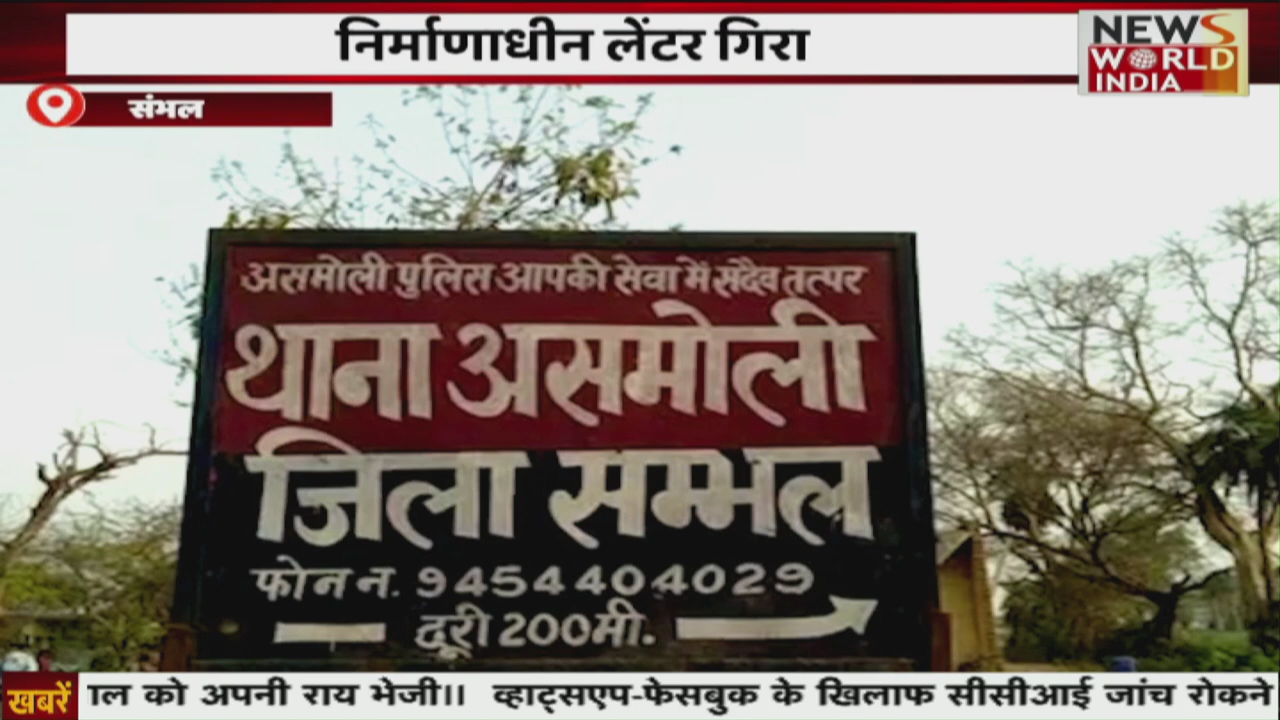 निर्माणाधीन लेंटर गिरा
NEWS
WORLD
INDIA
संभल
असमोली पुलिस आपकी सेवा में सदैव तत्पर
थाना असमोली
जिला सम्भल
फोन न. 9454404029
दूरी 200मी.
खबरें ाल को अपनी राय भेजी।। व्हाट्सएप-फेसबुक के खिलाफ सीसीआई जांच रोकने